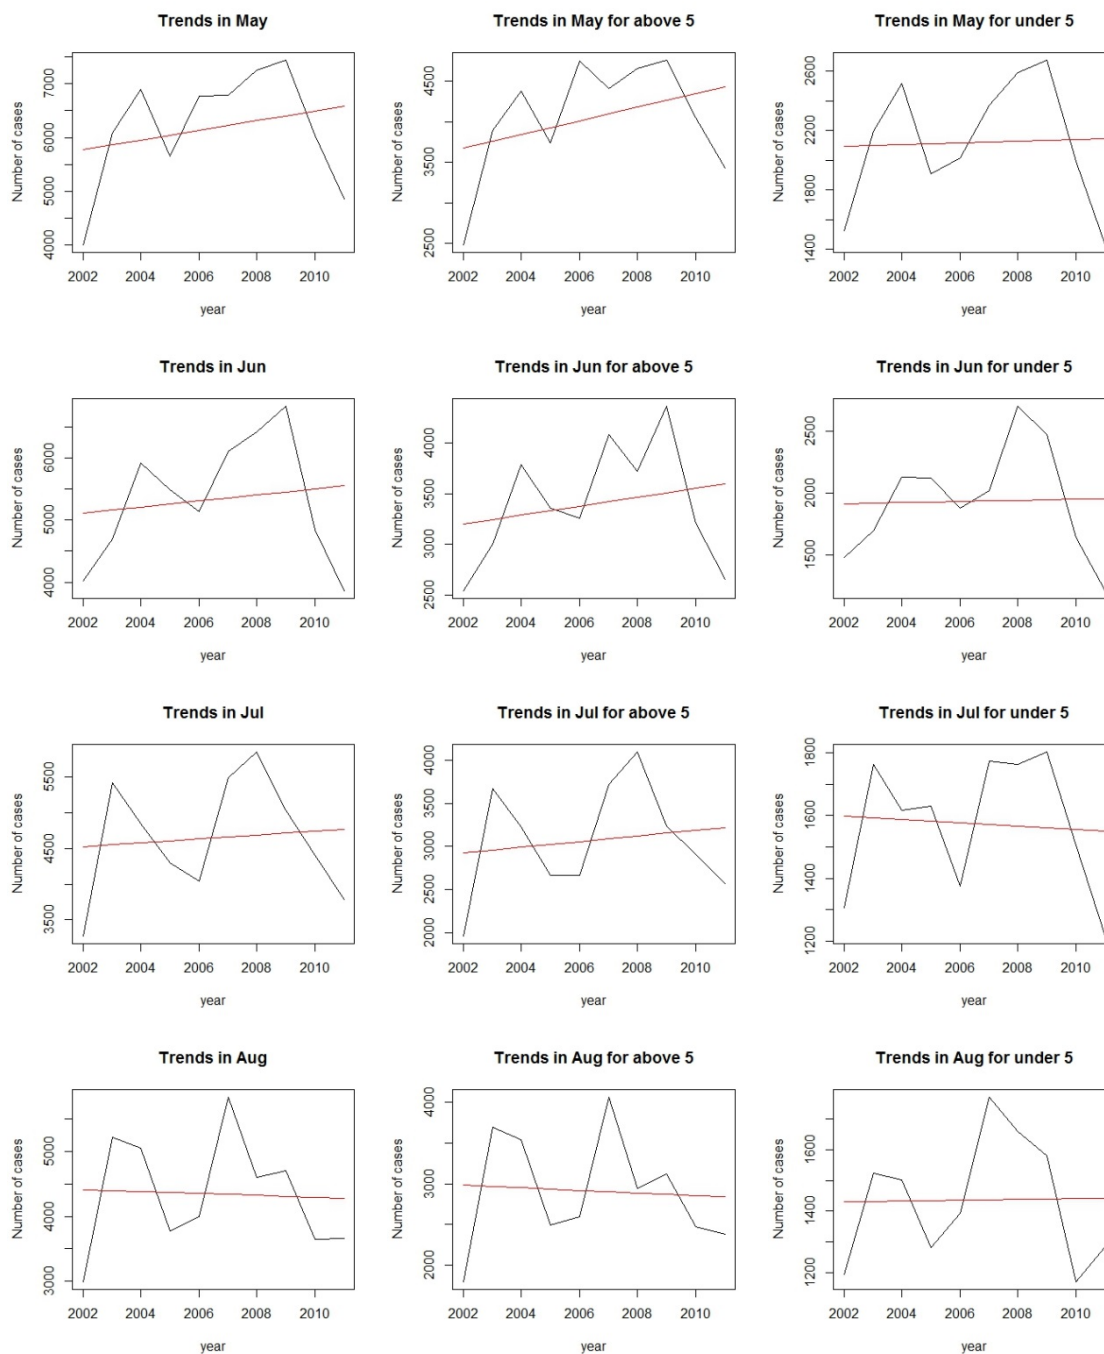 Trends in May
Number of cases
7000
6000
5000
4000
2002 2004 2006 2008 2010
year
Trends in May for above 5
Number of cases
4500
3500
2500
2002 2004 2006 2008 2010
year
Trends in May for under 5
Number of cases
2600
2200
1800
1400
2002 2004 2006 2008 2010
year
Trends in Jun
Number of cases
6000
5000
4000
2002 2004 2006 2008 2010
year
Trends in Jun for above 5
Number of cases
4000
3500
3000
2500
2002 2004 2006 2008 2010
year
Trends in Jun for under 5
Number of cases
2500
2000
1500
2002 2004 2006 2008 2010
year
Trends in Jul
Number of cases
5500
4500
3500
2002 2004 2006 2008 2010
year
Trends in Jul for above 5
Number of cases
4000
3500
3000
2500
2000
2002 2004 2006 2008 2010
year
Trends in Jul for under 5
Number of cases
1800
1600
1400
1200
2002 2004 2006 2008 2010
year
Trends in Aug
Number of cases
5000
4000
3000
2002 2004 2006 2008 2010
year
Trends in Aug for above 5
Number of cases
4000
3000
2000
2002 2004 2006 2008 2010
year
Trends in Aug for under 5
Number of cases
1600
1400
1200
2002 2004 2006 2008 2010
year